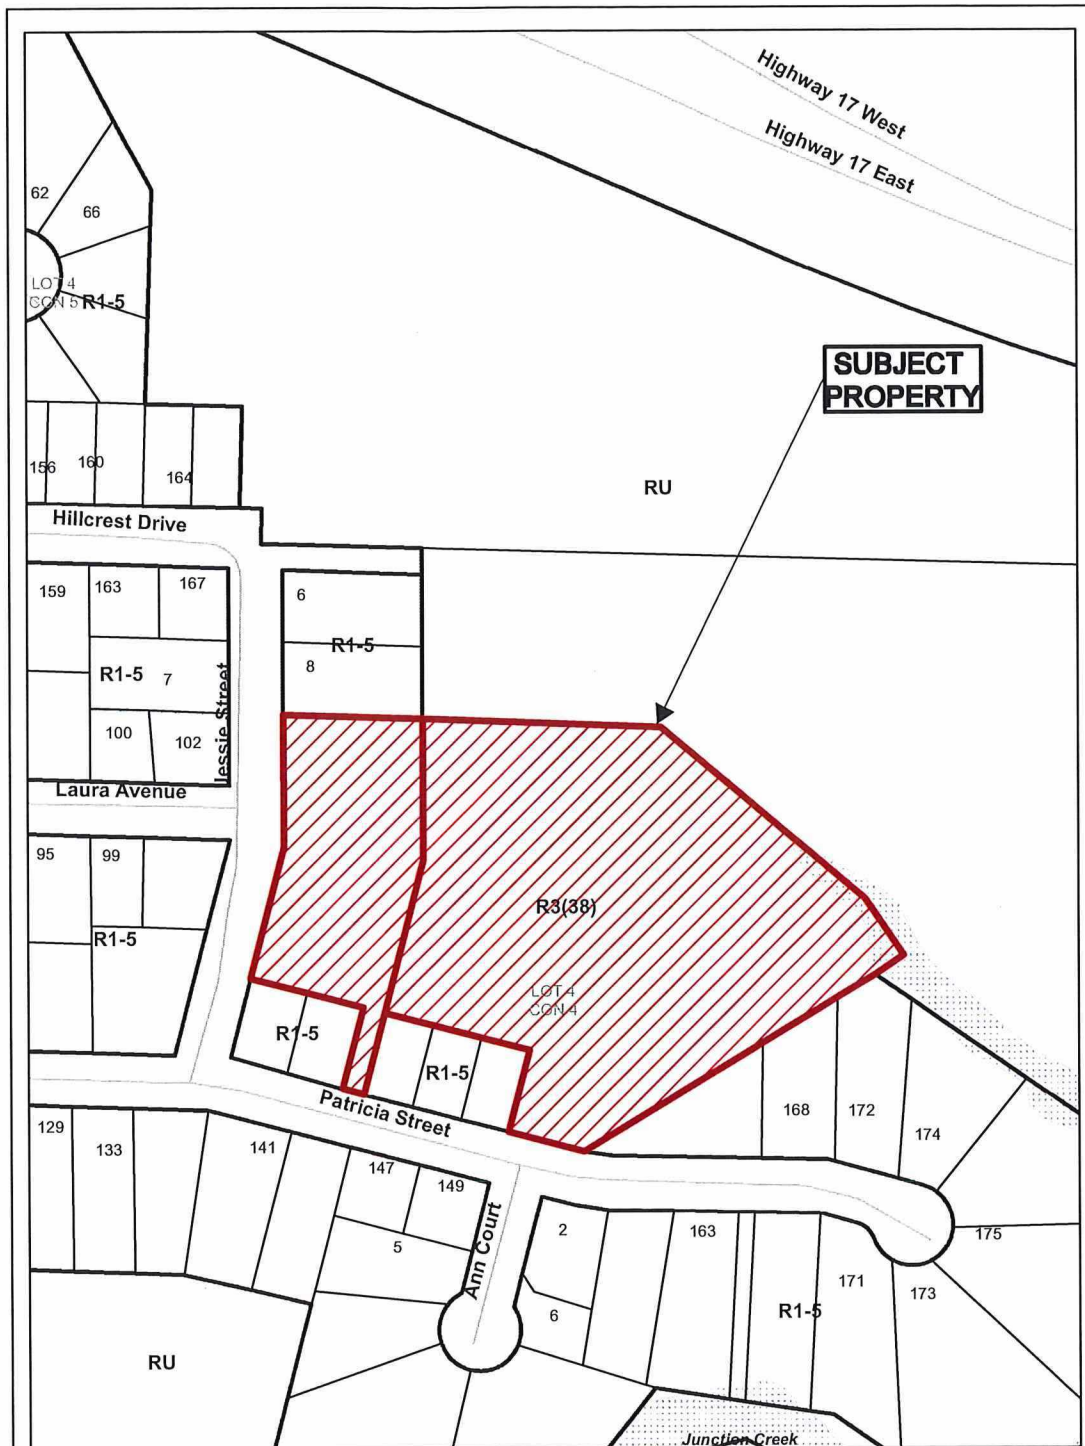 Highway 17 West
Highway 17 East
62
66
LOT 4
CON 5
R1-5
SUBJECT
PROPERTY
156
160
164
RU
Hillcrest Drive
159
163
167
6
R1-5
8
R1-5
7
Jessie Street
100
102
Laura Avenue
95
99
R1-5
R3(38)
LOT 4
CON 4
R1-5
R1-5
Patricia Street
168
172
174
129
133
141
147
149
5
Ann Court
2
6
163
R1-5
171
173
175
RU
Junction Creek